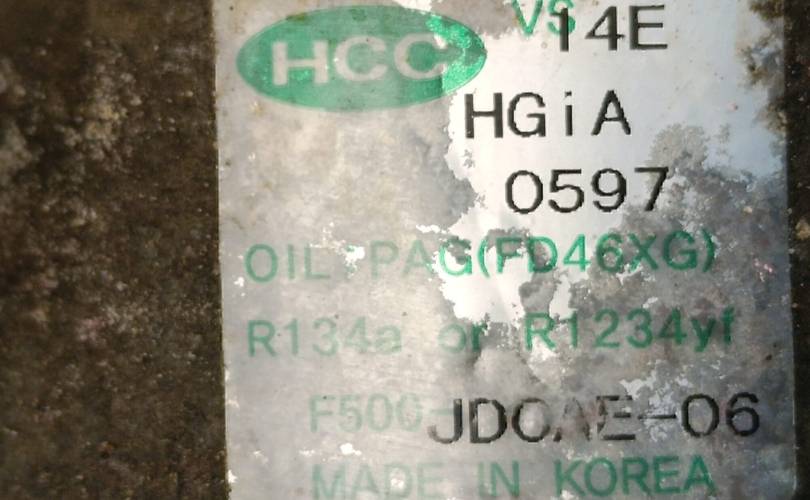 HCC VS14E
HGiA
0597
OIL:PAG(FD46XG)
R134a or R1234yf
F500-JDCAE-06
MADE IN KOREA